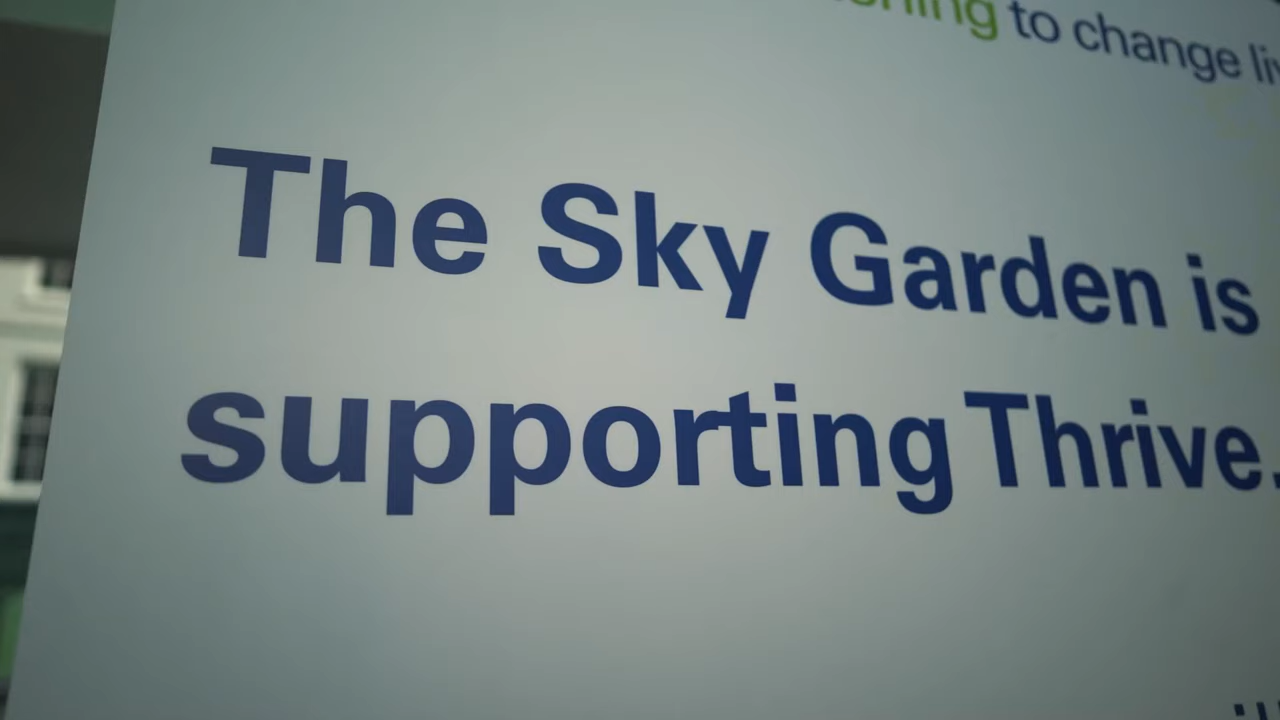 to change
The Sky Garden is
supporting Thrive.